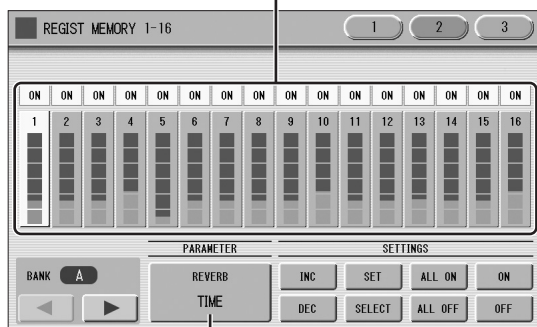 REGIST MEMORY 1-16
1 2 3
ON ON ON ON ON ON ON ON ON ON ON ON ON ON ON ON
1 2 3 4 5 6 7 8 9 10 11 12 13 14 15 16
PARAMETER SETTINGS
BANK A REVERB INC SET ALL ON ON
TIME DEC SELECT ALL OFF OFF